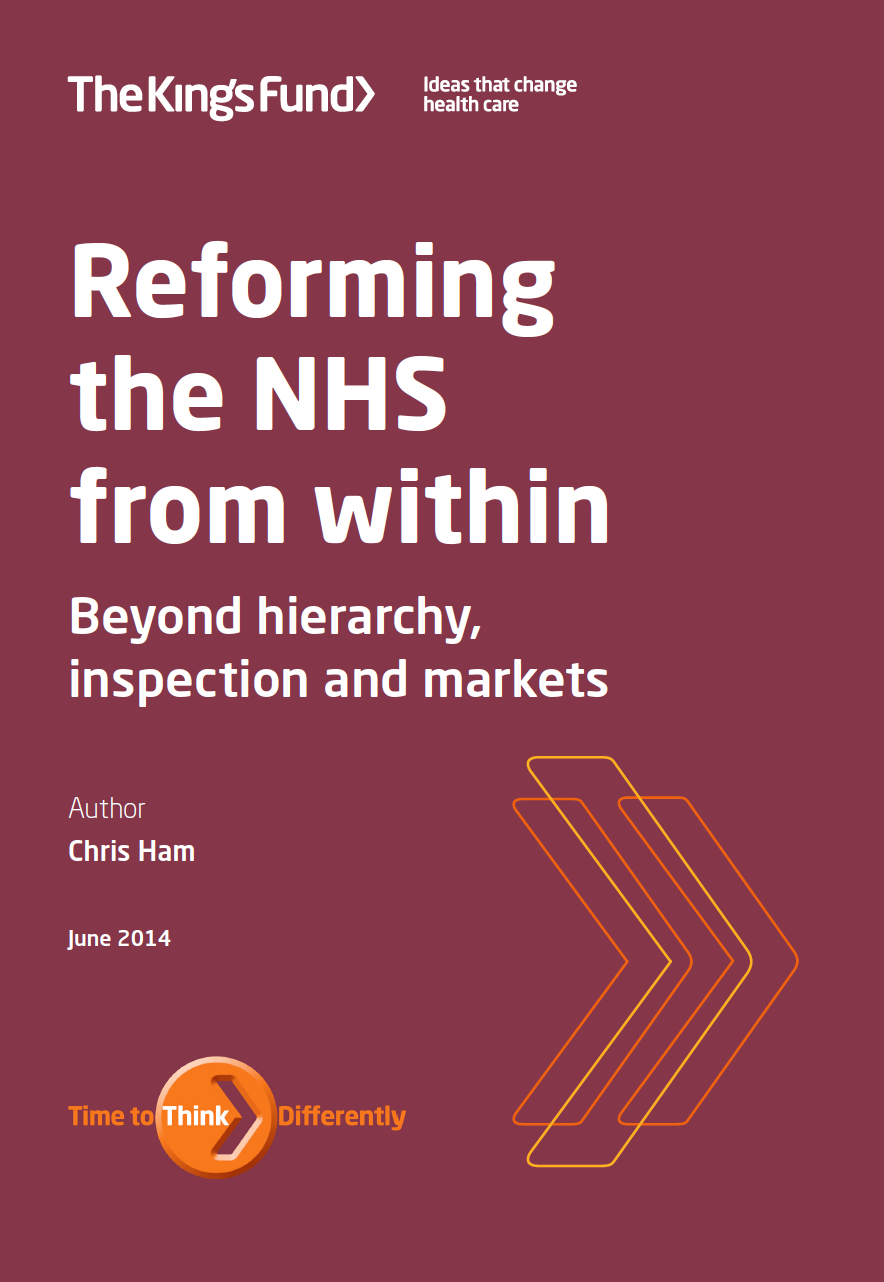 The King's Fund
Ideas that change
health care
Reforming
the NHS
from within
Beyond hierarchy,
inspection and markets
Author
Chris Ham
June 2014
Time to Think Differently